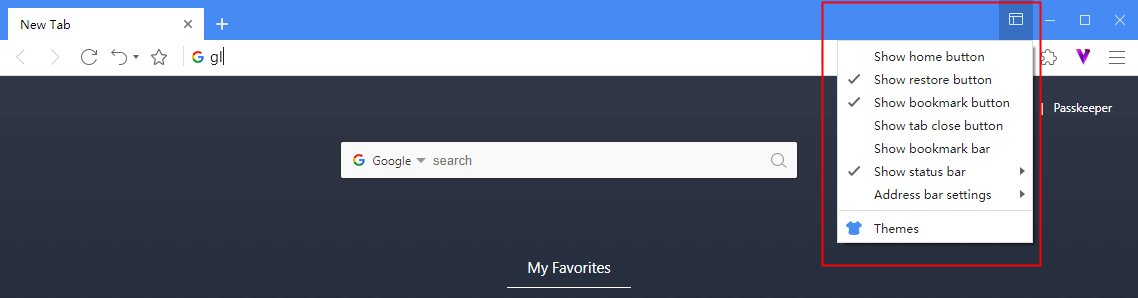 New Tab
gl
Show home button
Show restore button
Show bookmark button
Show tab close button
Show bookmark bar
Show status bar
Address bar settings
Themes
Passkeeper
Google search
My Favorites